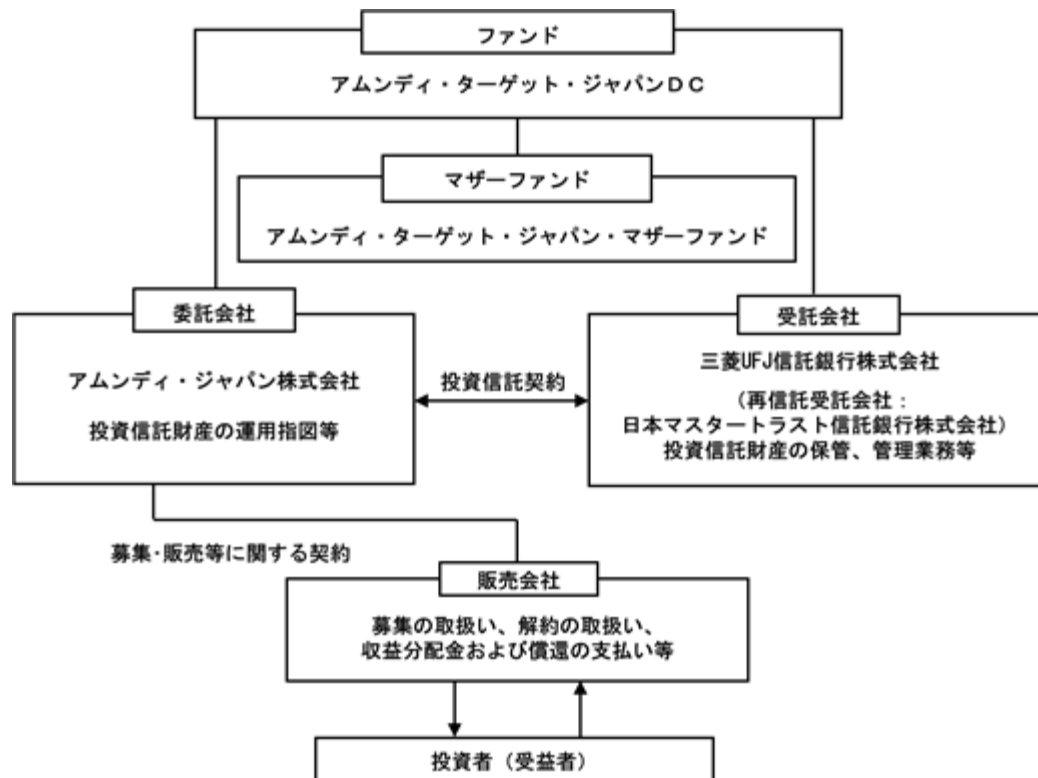 ファンド
アムンディ・ターゲット・ジャパンＤＣ
マザーファンド
アムンディ・ターゲット・ジャパン・マザーファンド
委託会社
アムンディ・ジャパン株式会社
投資信託財産の運用指図等
投資信託契約
受託会社
三菱UFJ信託銀行株式会社
（再信託受託会社：
日本マスタートラスト信託銀行株式会社）
投資信託財産の保管、管理業務等
募集･販売等に関する契約
販売会社
募集の取扱い、解約の取扱い、
収益分配金および償還の支払い等
投資者（受益者）